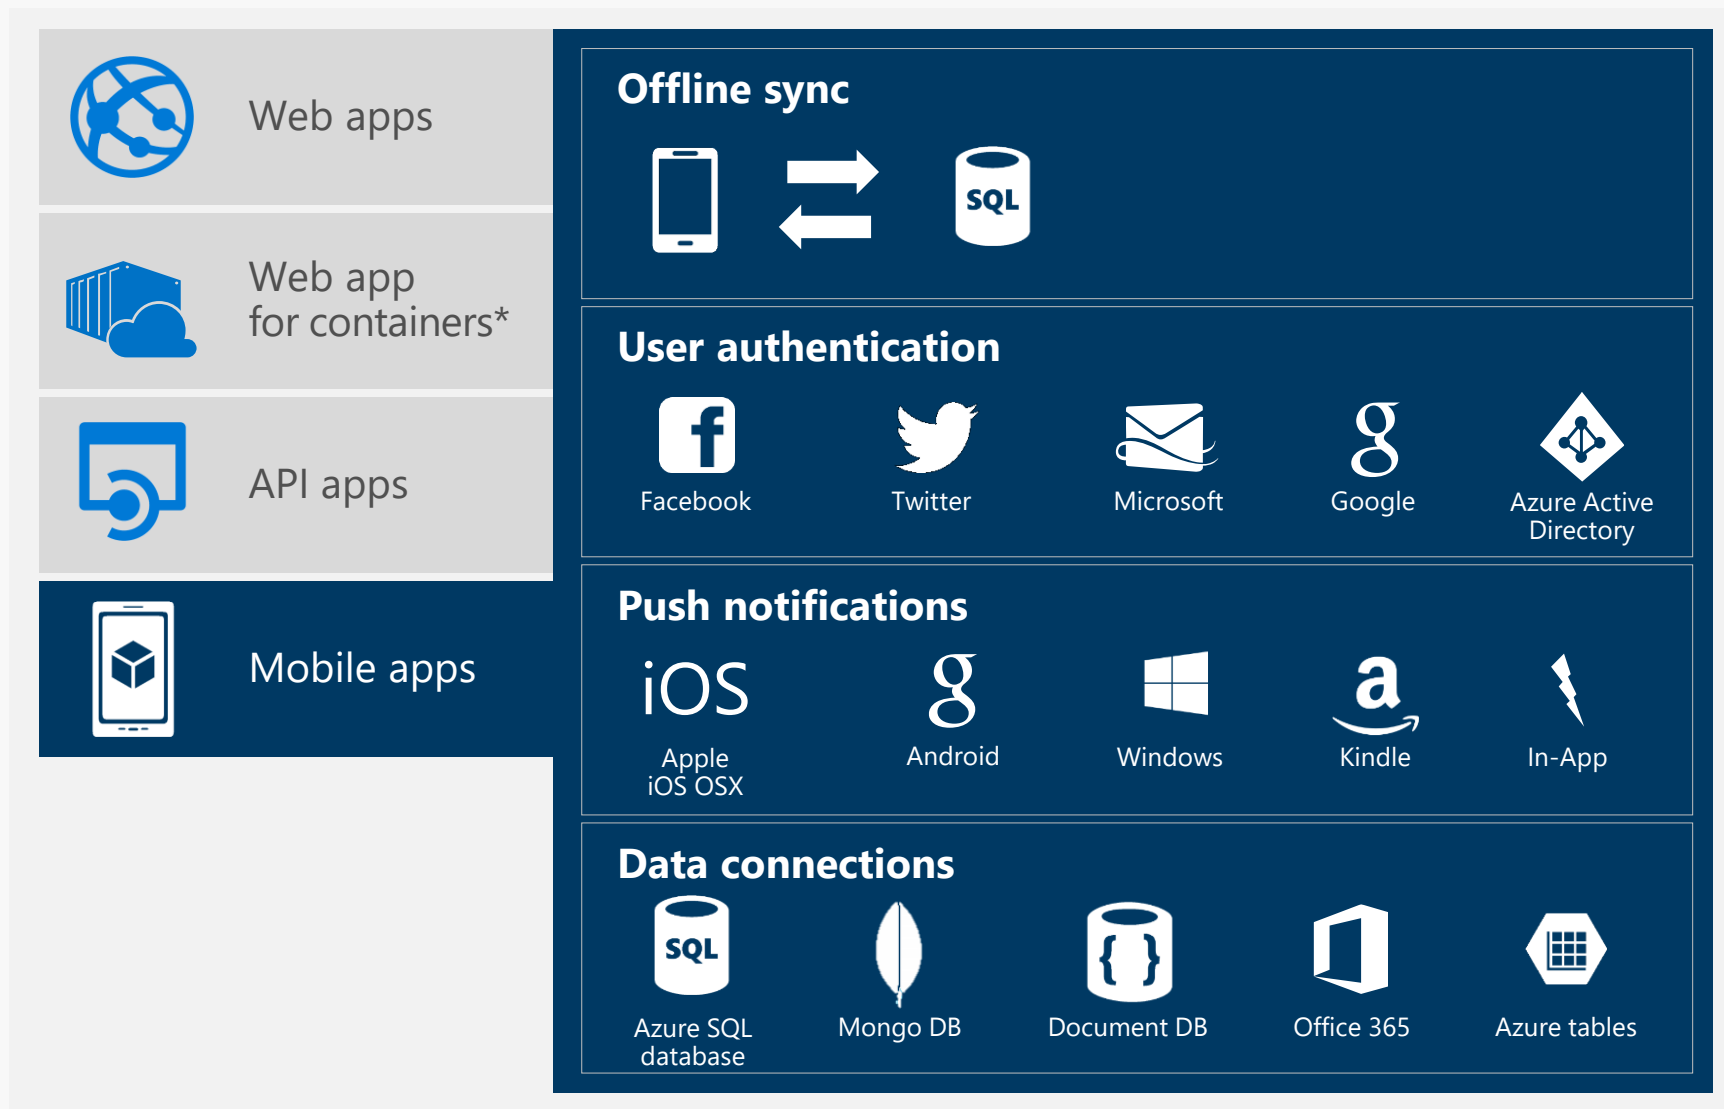 Web apps
Web app
for containers*
API apps
Mobile apps
Offline sync
SQL
User authentication
f
g
Facebook
Twitter
Microsoft
Google
Azure Active
Directory
Push notifications
iOS
g
a
Apple
iOS OSX
Android
Windows
Kindle
In-App
Data connections
SQL
{ }
Azure SQL
database
Mongo DB
Document DB
Office 365
Azure tables